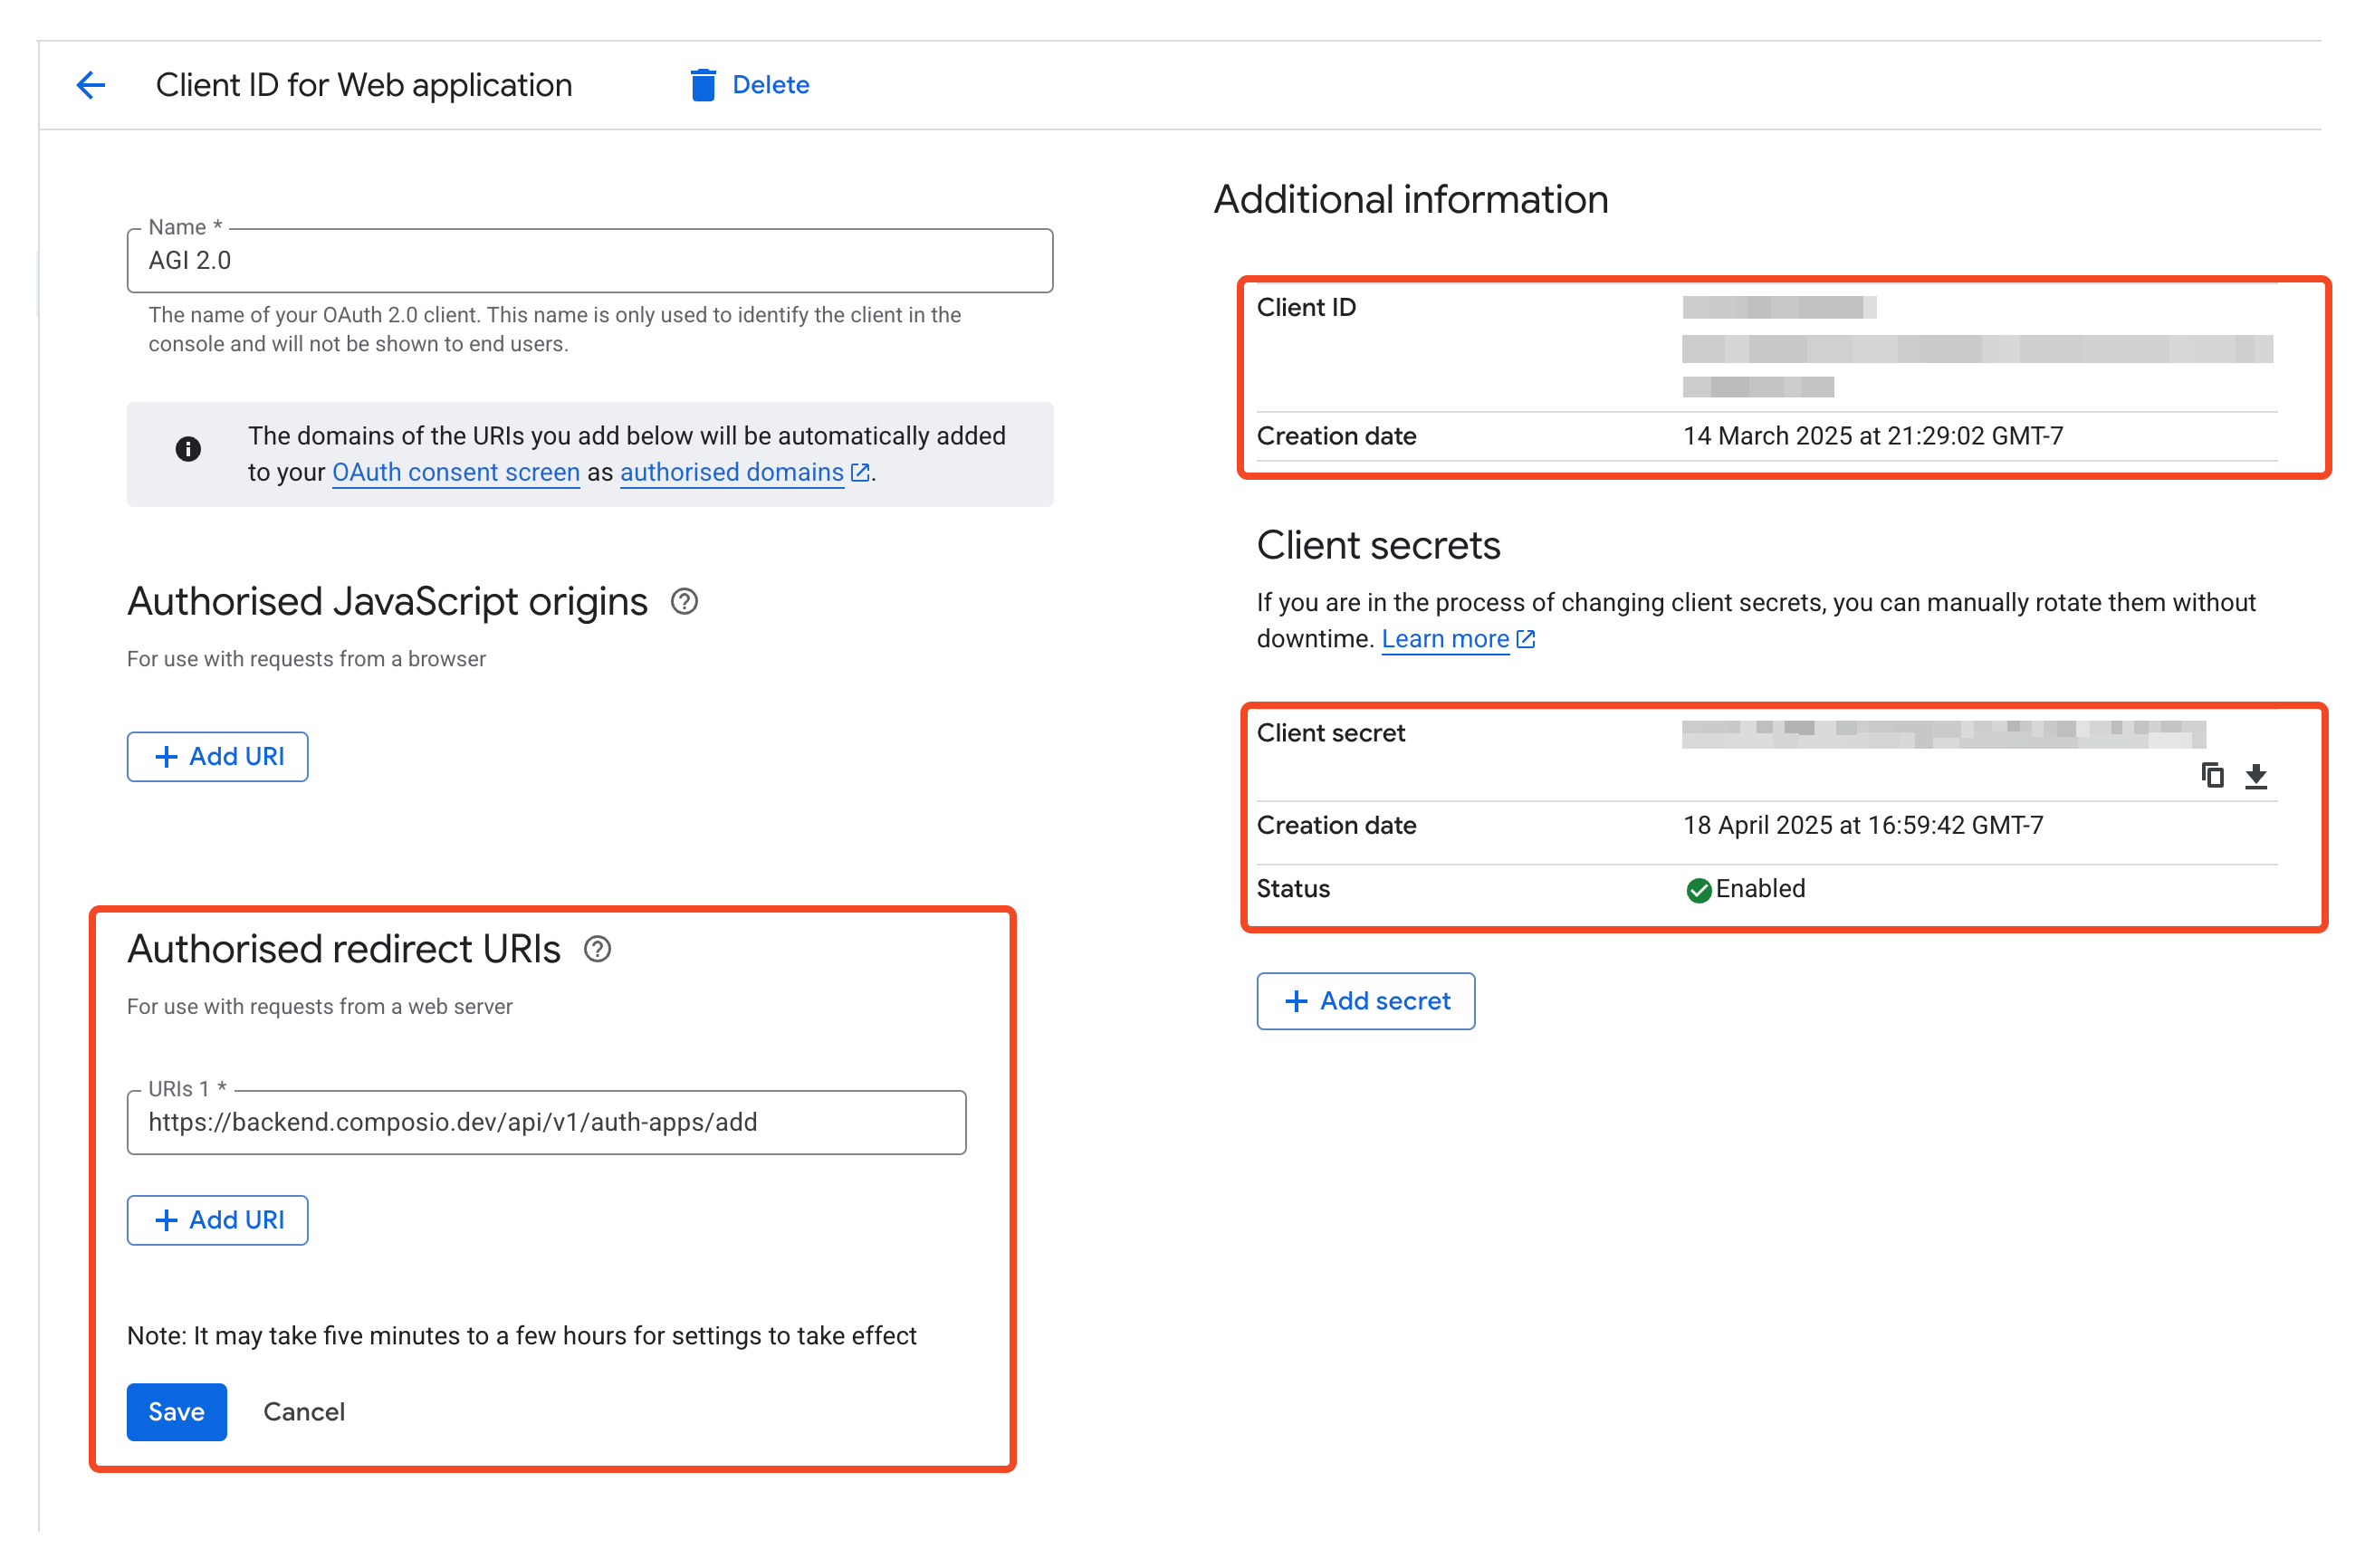 Client ID for Web application
Delete
Name *
AGI 2.0
The name of your OAuth 2.0 client. This name is only used to identify the client in the
console and will not be shown to end users.
The domains of the URIs you add below will be automatically added
to your OAuth consent screen as authorised domains.
Authorised JavaScript origins
For use with requests from a browser
+ Add URI
Authorised redirect URIs
For use with requests from a web server
URIs 1 *
https://backend.composio.dev/api/v1/auth-apps/add
+ Add URI
Note: It may take five minutes to a few hours for settings to take effect
Save
Cancel
Additional information
Client ID
Creation date
14 March 2025 at 21:29:02 GMT-7
Client secrets
If you are in the process of changing client secrets, you can manually rotate them without
downtime. Learn more
Client secret
Creation date
18 April 2025 at 16:59:42 GMT-7
Status
Enabled
+ Add secret